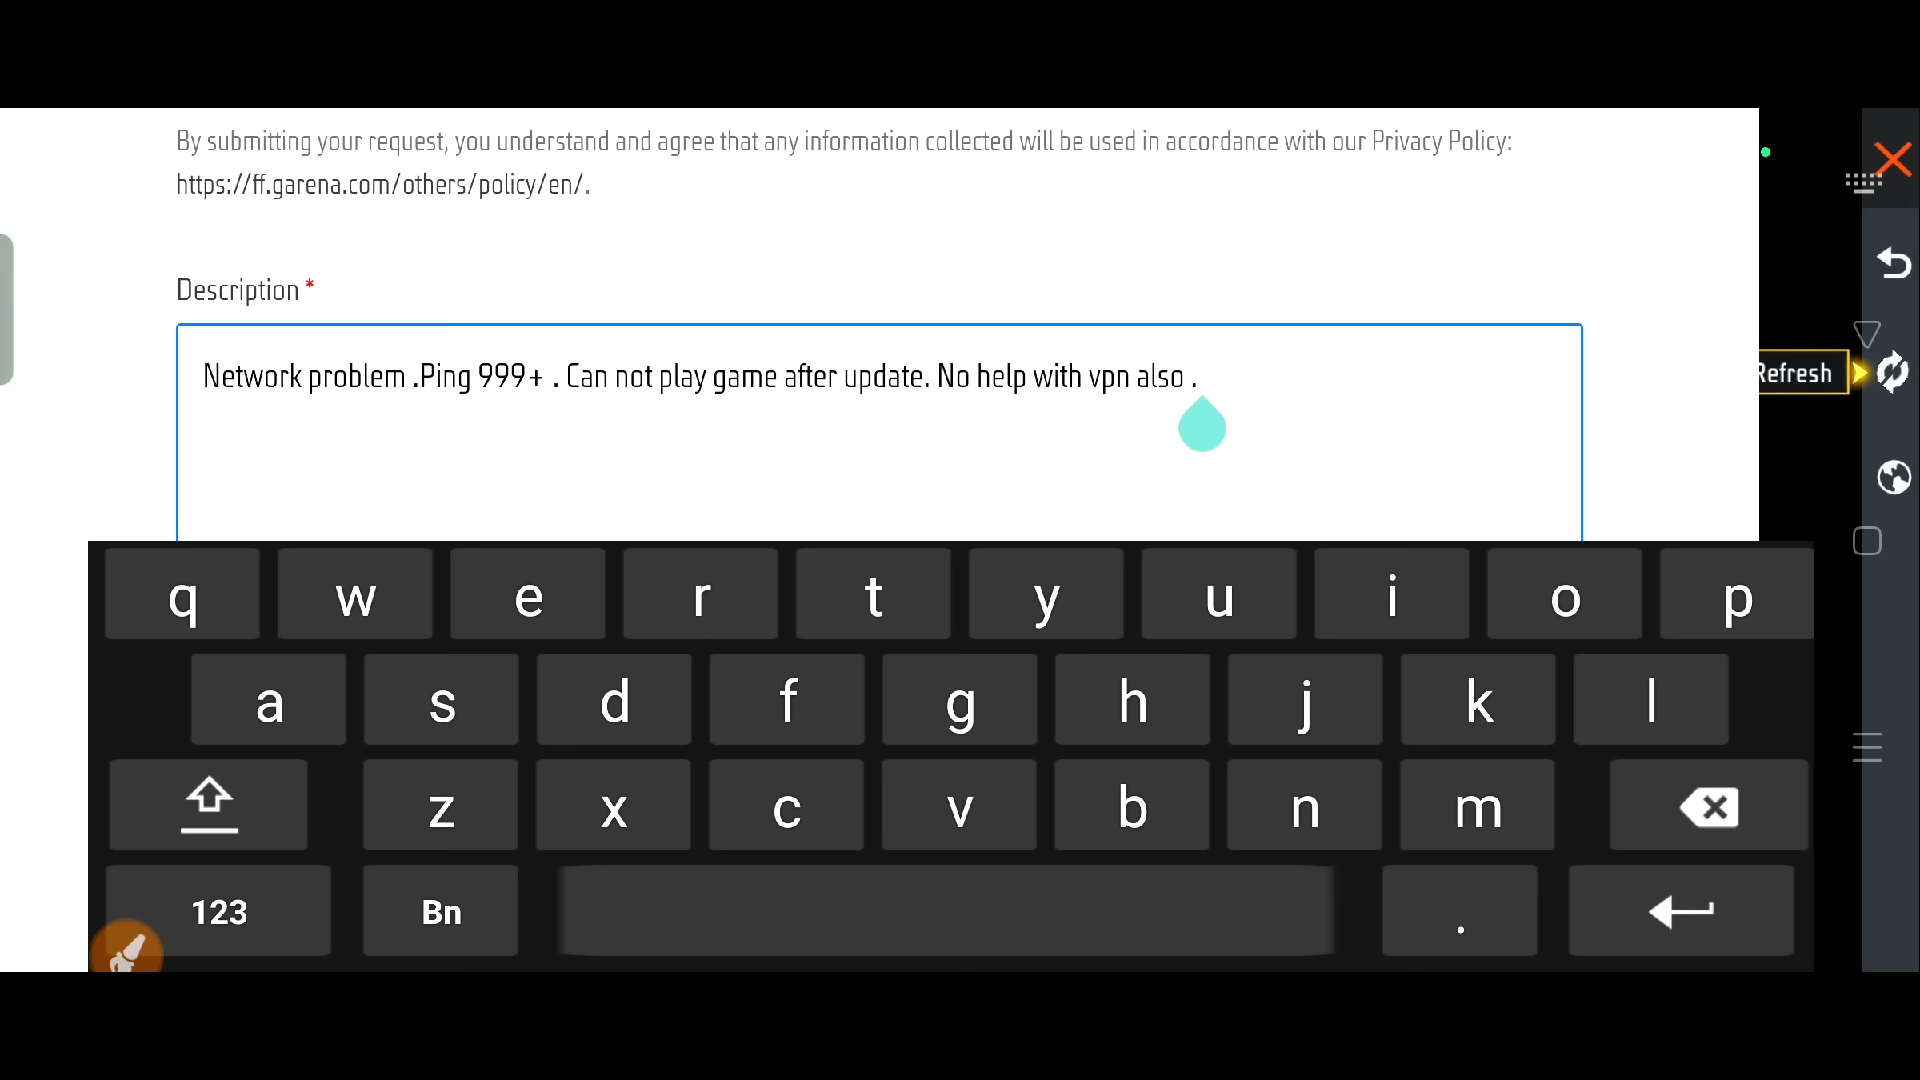 By submitting your request, you understand and agree that any information collected will be used in accordance with our Privacy Policy:
https://ff.garena.com/others/policy/en/.
Description *
Network problem .Ping 999+ . Can not play game after update. No help with vpn also .
Refresh
q w e r t y u i o p
a s d f g h j k l
z x c v b n m
123 Bn .